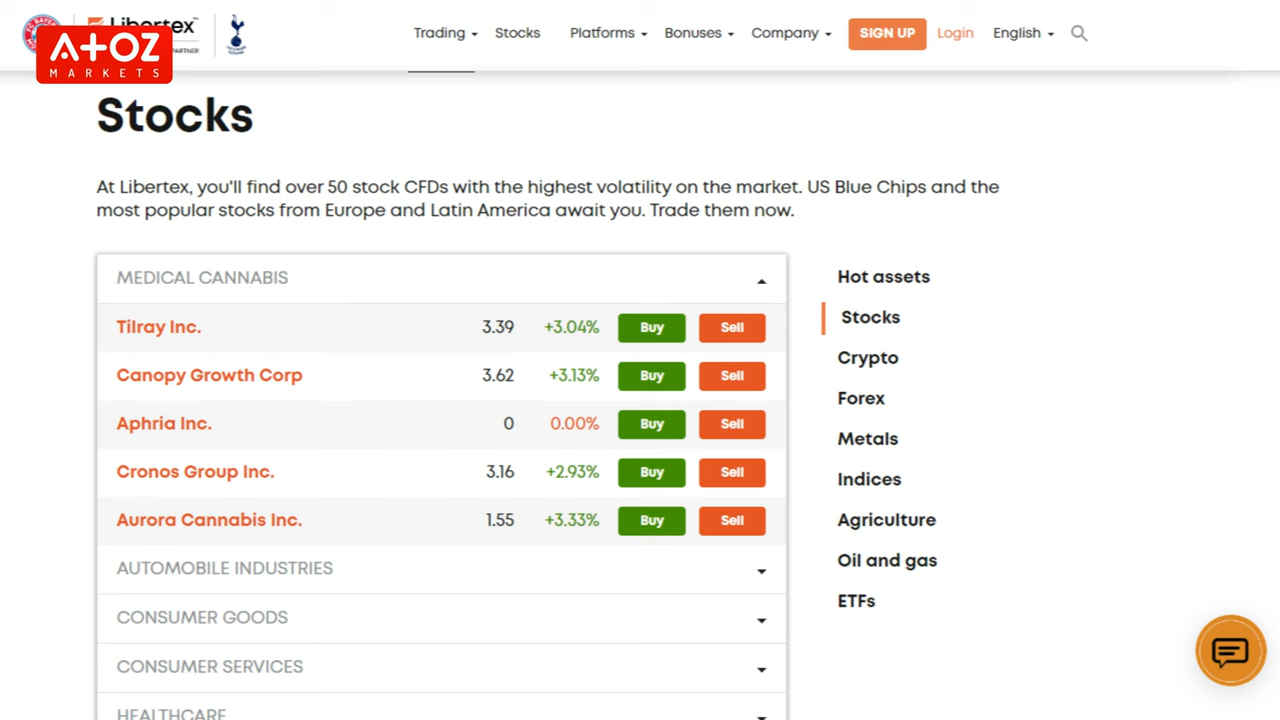 Libertex
PARTNER
A+OZ
MARKETS
Trading
Stocks
Platforms
Bonuses
Company
SIGN UP
Login
English
Stocks
At Libertex, you'll find over 50 stock CFDs with the highest volatility on the market. US Blue Chips and the
most popular stocks from Europe and Latin America await you. Trade them now.
MEDICAL CANNABIS
Tilray Inc. 3.39 +3.04% Buy Sell
Canopy Growth Corp 3.62 +3.13% Buy Sell
Aphria Inc. 0 0.00% Buy Sell
Cronos Group Inc. 3.16 +2.93% Buy Sell
Aurora Cannabis Inc. 1.55 +3.33% Buy Sell
AUTOMOBILE INDUSTRIES
CONSUMER GOODS
CONSUMER SERVICES
HEALTHCARE
Hot assets
Stocks
Crypto
Forex
Metals
Indices
Agriculture
Oil and gas
ETFs